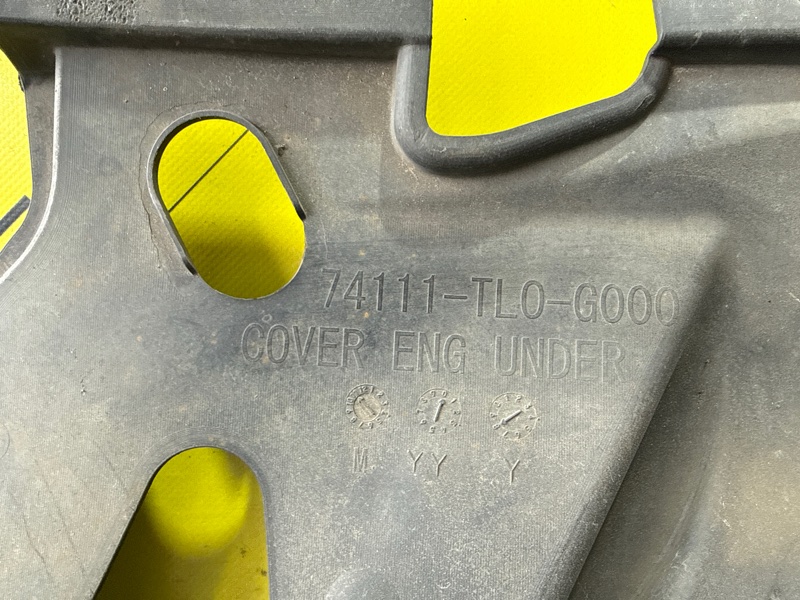 74111-TL0-G000
COVER ENG UNDER
M YY Y